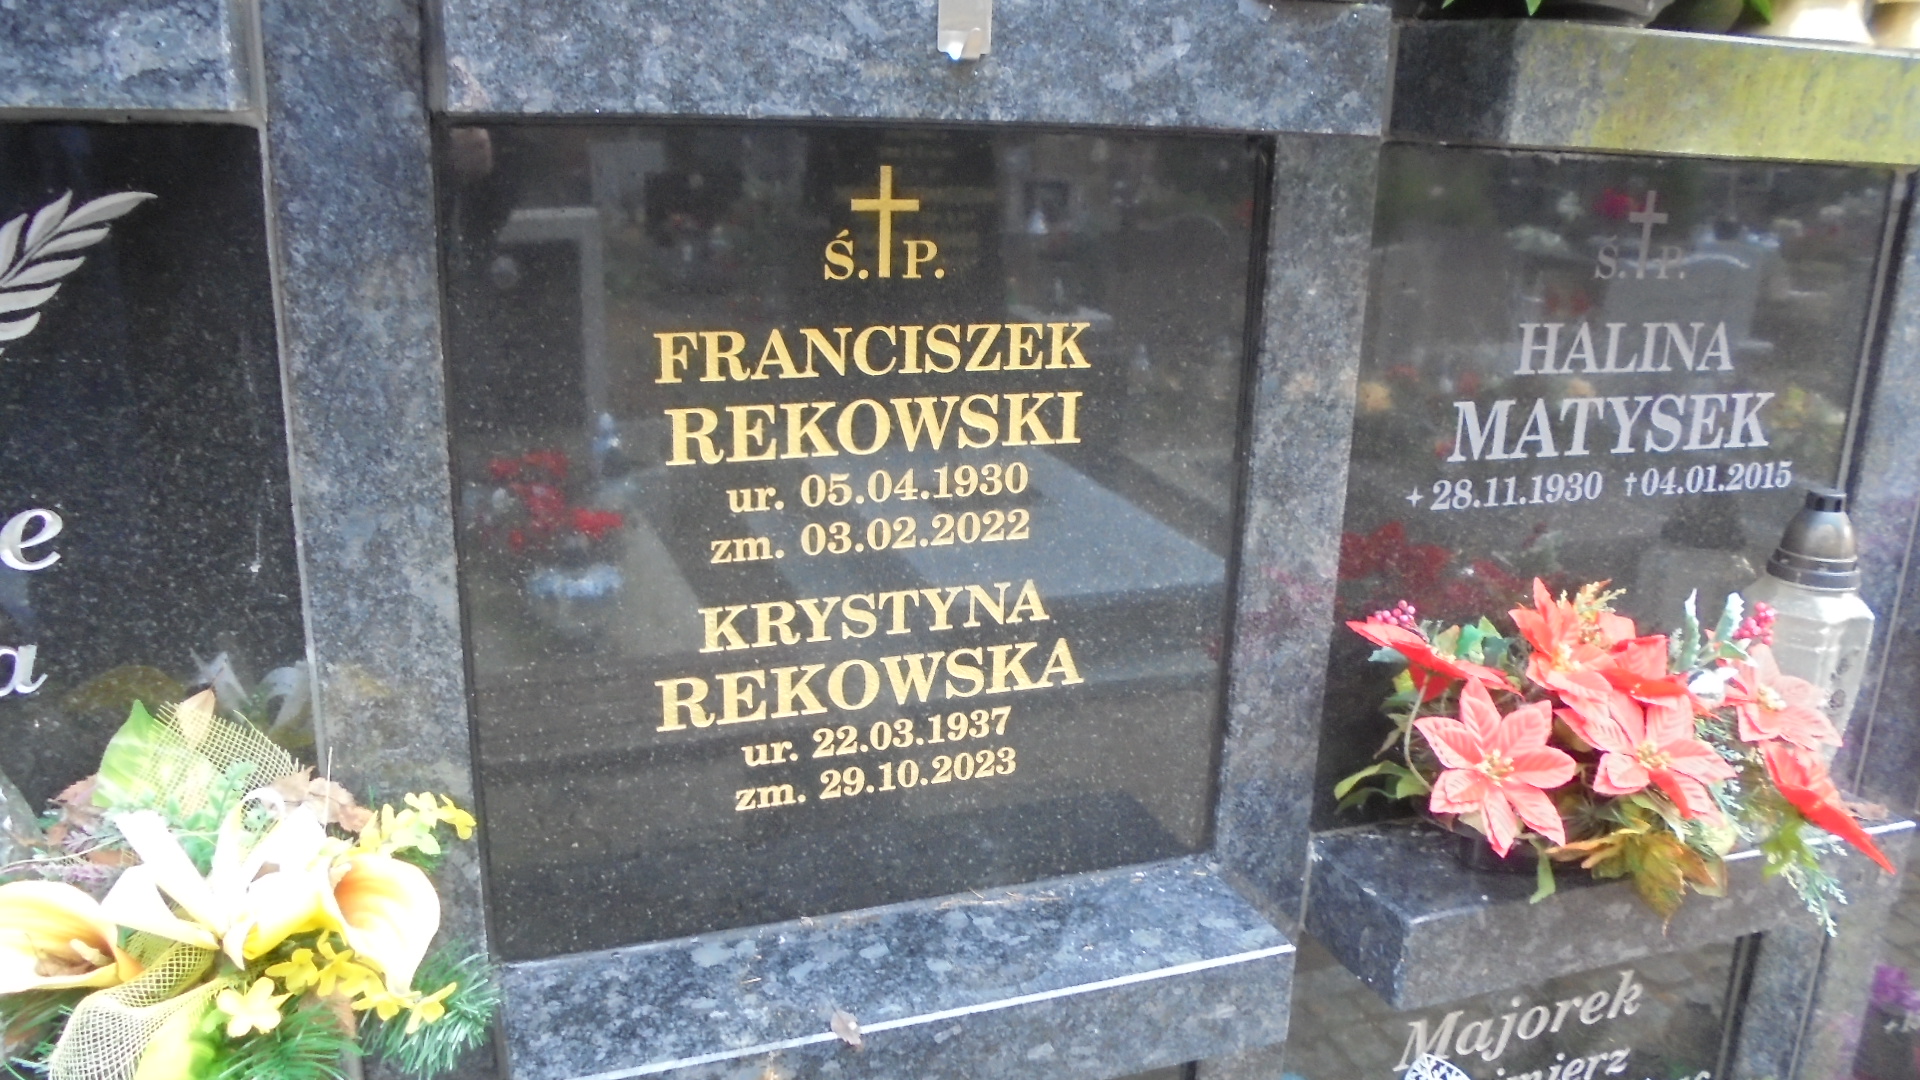 Ś. P.
FRANCISZEK
REKOWSKI
ur. 05.04.1930
zm. 03.02.2022
KRYSTYNA
REKOWSKA
ur. 22.03.1937
zm. 29.10.2023
Ś. P.
HALINA
MATYSEK
+ 28.11.1930 † 04.01.2015
Majorek
e
a